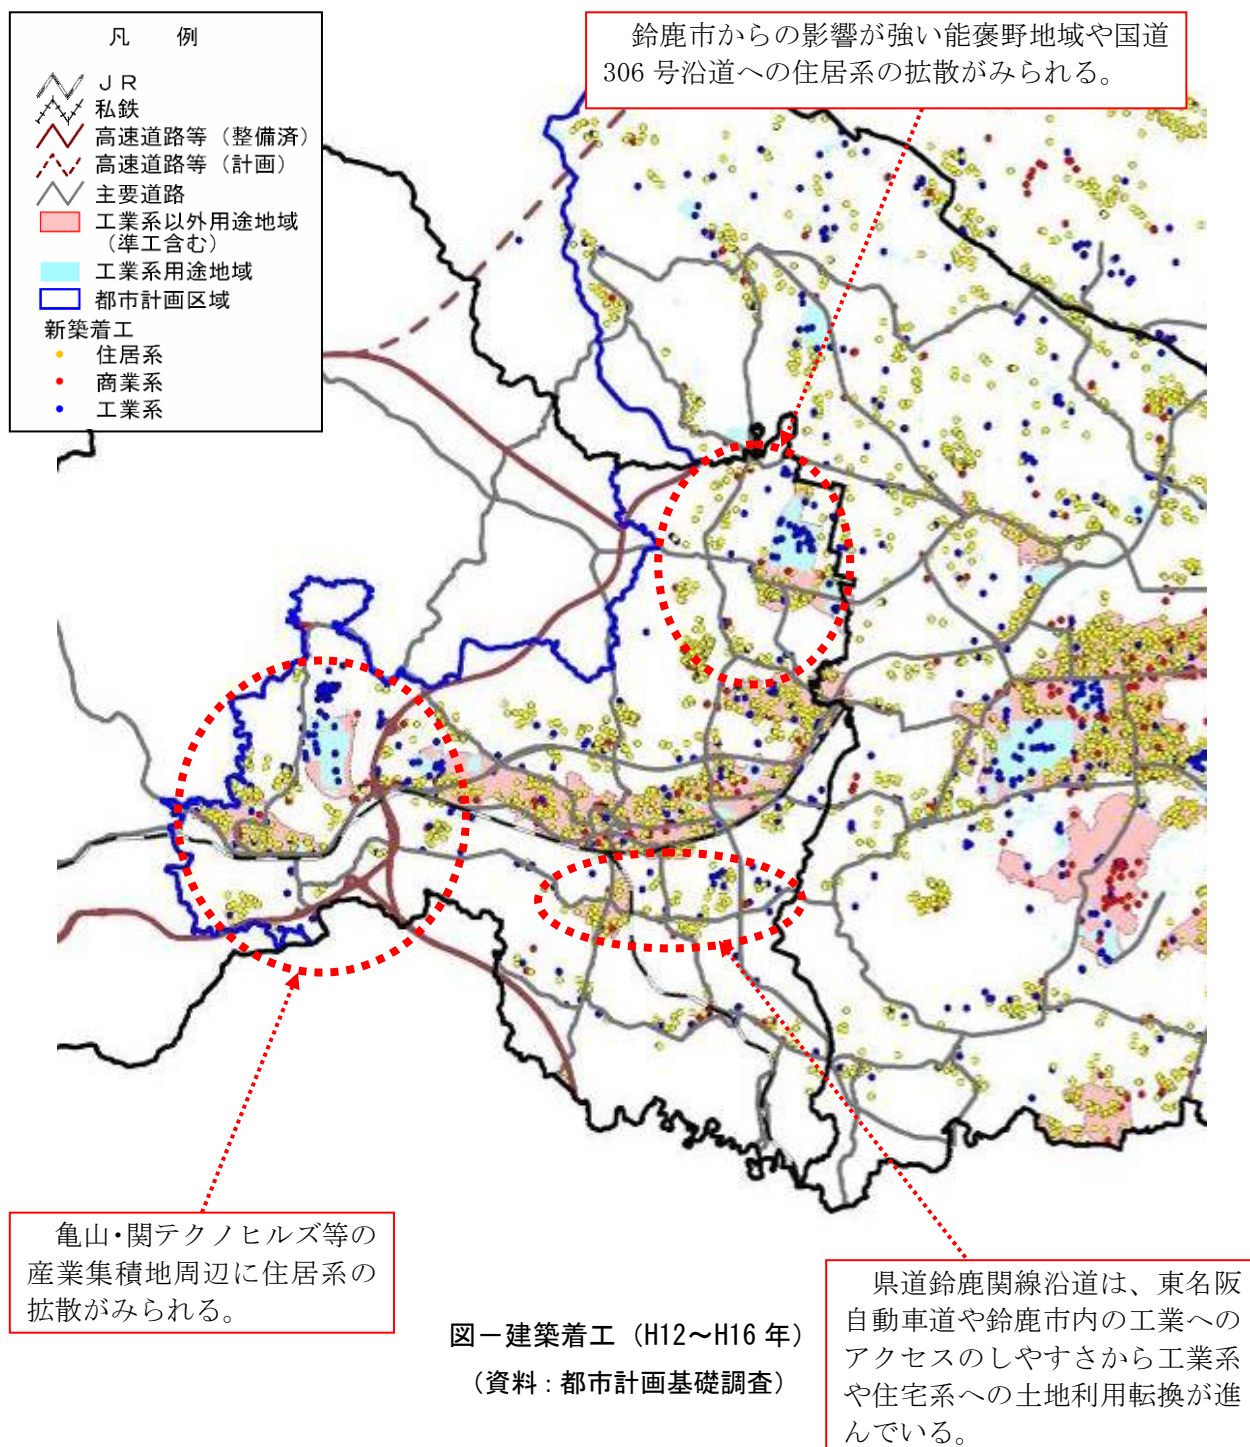 凡　例
ＪＲ
私鉄
高速道路等（整備済）
高速道路等（計画）
主要道路
工業系以外用途地域
（準工含む）
工業系用途地域
都市計画区域
新築着工
住居系
商業系
工業系
鈴鹿市からの影響が強い能褒野地域や国道
306 号沿道への住居系の拡散がみられる。
亀山・関テクノヒルズ等の
産業集積地周辺に住居系の
拡散がみられる。
図－建築着工（H12～H16 年）
（資料：都市計画基礎調査）
県道鈴鹿関線沿道は、東名阪
自動車道や鈴鹿市内の工業への
アクセスのしやすさから工業系
や住宅系への土地利用転換が進
んでいる。